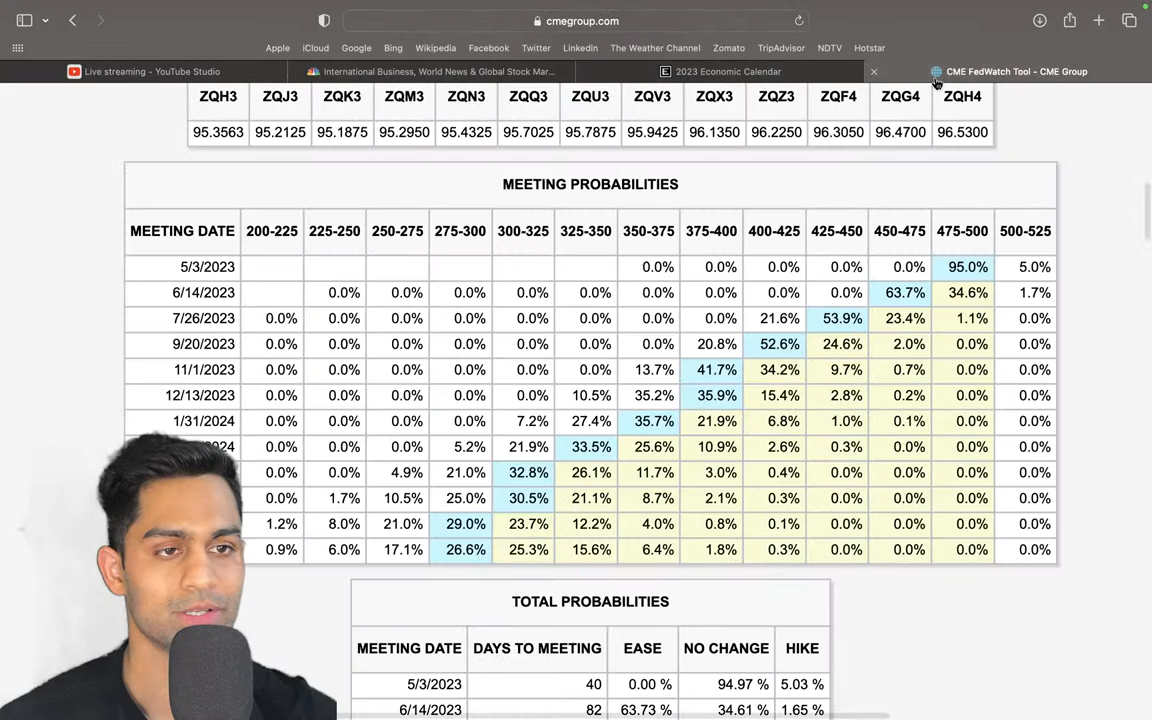 cmegroup.com
Apple iCloud Google Bing Wikipedia Facebook Twitter Linkedin The Weather Channel Zomato TripAdvisor NDTV Hotstar
Live streaming - YouTube Studio International Business, World News & Global Stock Mar... 2023 Economic Calendar CME FedWatch Tool - CME Group
ZQH3 ZQJ3 ZQK3 ZQM3 ZQN3 ZQQ3 ZQU3 ZQV3 ZQX3 ZQZ3 ZQF4 ZQG4 ZQH4
95.3563 95.2125 95.1875 95.2950 95.4325 95.7025 95.7875 95.9425 96.1350 96.2250 96.3050 96.4700 96.5300
MEETING PROBABILITIES
MEETING DATE 200-225 225-250 250-275 275-300 300-325 325-350 350-375 375-400 400-425 425-450 450-475 475-500 500-525
5/3/2023 0.0% 0.0% 0.0% 0.0% 0.0% 95.0% 5.0%
6/14/2023 0.0% 0.0% 0.0% 0.0% 0.0% 0.0% 0.0% 0.0% 0.0% 63.7% 34.6% 1.7%
7/26/2023 0.0% 0.0% 0.0% 0.0% 0.0% 0.0% 0.0% 0.0% 21.6% 53.9% 23.4% 1.1% 0.0%
9/20/2023 0.0% 0.0% 0.0% 0.0% 0.0% 0.0% 0.0% 20.8% 52.6% 24.6% 2.0% 0.0% 0.0%
11/1/2023 0.0% 0.0% 0.0% 0.0% 0.0% 0.0% 13.7% 41.7% 34.2% 9.7% 0.7% 0.0% 0.0%
12/13/2023 0.0% 0.0% 0.0% 0.0% 0.0% 10.5% 35.2% 35.9% 15.4% 2.8% 0.2% 0.0% 0.0%
1/31/2024 0.0% 0.0% 0.0% 0.0% 7.2% 27.4% 35.7% 21.9% 6.8% 1.0% 0.1% 0.0% 0.0%
24 0.0% 0.0% 0.0% 5.2% 21.9% 33.5% 25.6% 10.9% 2.6% 0.3% 0.0% 0.0% 0.0%
0.0% 0.0% 4.9% 21.0% 32.8% 26.1% 11.7% 3.0% 0.4% 0.0% 0.0% 0.0% 0.0%
0.0% 1.7% 10.5% 25.0% 30.5% 21.1% 8.7% 2.1% 0.3% 0.0% 0.0% 0.0% 0.0%
1.2% 8.0% 21.0% 29.0% 23.7% 12.2% 4.0% 0.8% 0.1% 0.0% 0.0% 0.0% 0.0%
0.9% 6.0% 17.1% 26.6% 25.3% 15.6% 6.4% 1.8% 0.3% 0.0% 0.0% 0.0% 0.0%
TOTAL PROBABILITIES
MEETING DATE DAYS TO MEETING EASE NO CHANGE HIKE
5/3/2023 40 0.00 % 94.97 % 5.03 %
6/14/2023 82 63.73 % 34.61 % 1.65 %